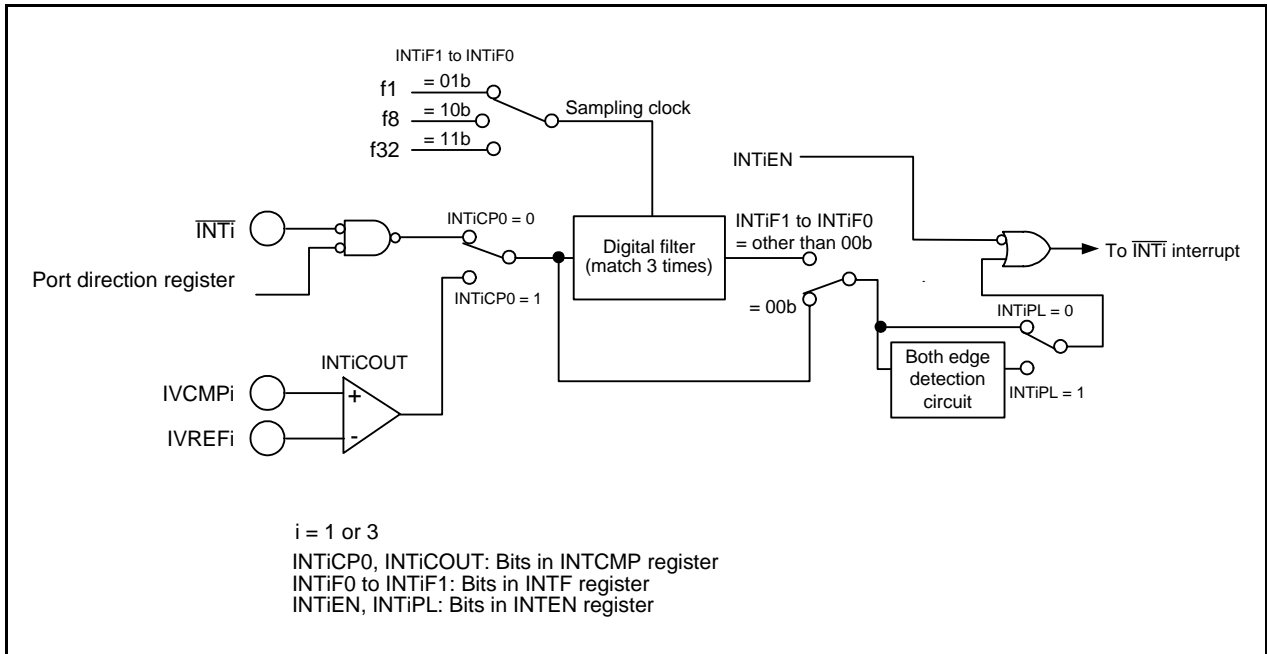 INTiF1 to INTiF0
f1 = 01b
f8 = 10b
f32 = 11b
Sampling clock
INTiEN
INTi
Port direction register
INTiCP0 = 0
INTiCP0 = 1
Digital filter
(match 3 times)
INTiF1 to INTiF0
= other than 00b
= 00b
To INTi interrupt
INTiPL = 0
INTiPL = 1
Both edge
detection
circuit
INTiCOUT
IVCMPi
+
IVREFi
-
i = 1 or 3
INTiCP0, INTiCOUT: Bits in INTCMP register
INTiF0 to INTiF1: Bits in INTF register
INTiEN, INTiPL: Bits in INTEN register